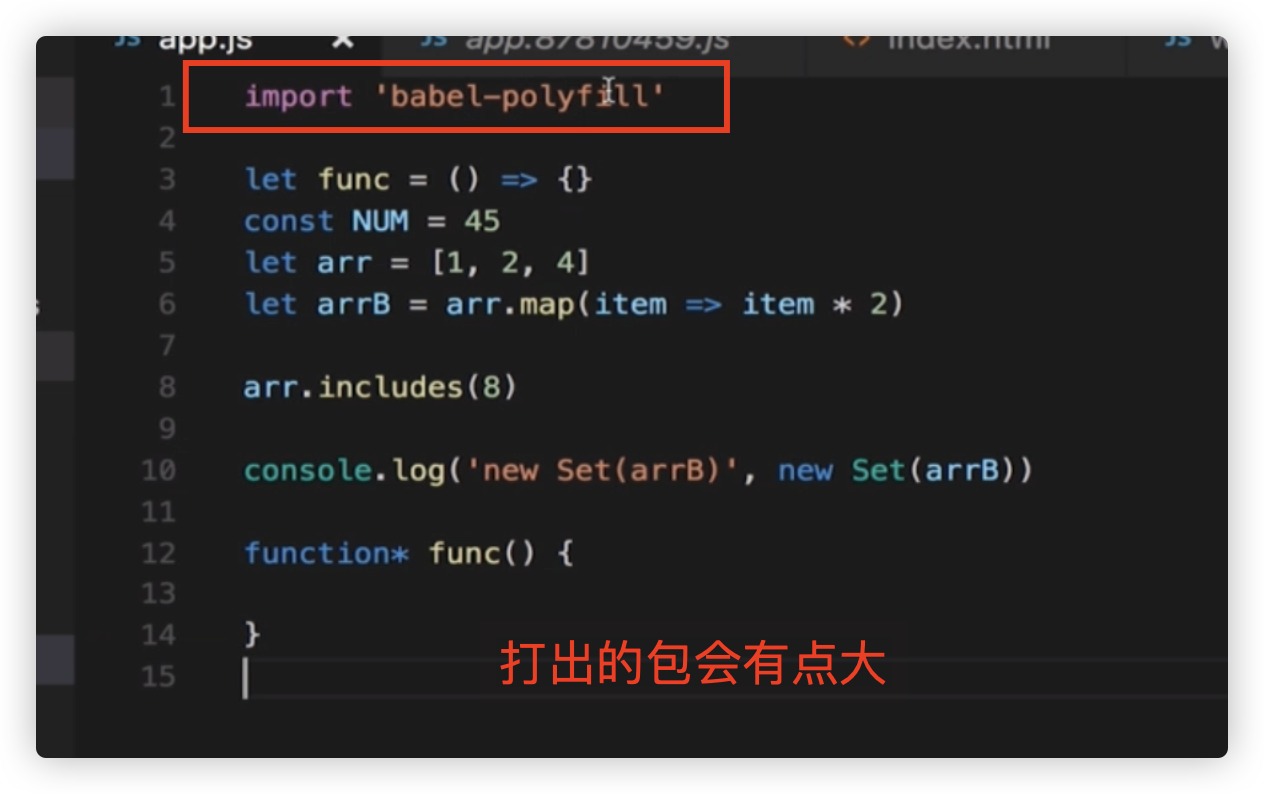 app.js × app.87810459.js index.html
1 import 'babel-polyfill'
2
3 let func = () => {}
4 const NUM = 45
5 let arr = [1, 2, 4]
6 let arrB = arr.map(item => item * 2)
7
8 arr.includes(8)
9
10 console.log('new Set(arrB)', new Set(arrB))
11
12 function* func() {
13
14 }
15
打出的包会有点大